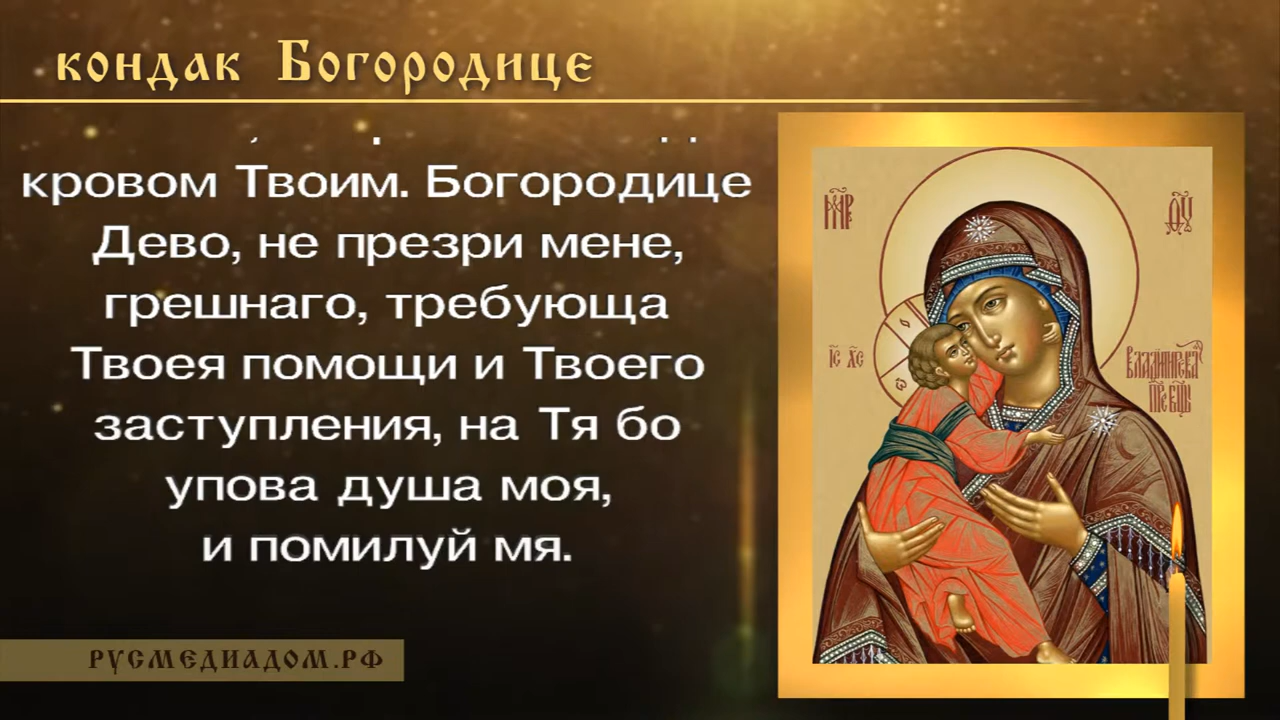 кондак Богородице
кровом Твоим. Богородице
Дево, не презри мене,
грешнаго, требующа
Твоея помощи и Твоего
заступления, на Тя бо
упова душа моя,
и помилуй мя.
РУСМЕДИАДОМ.РФ